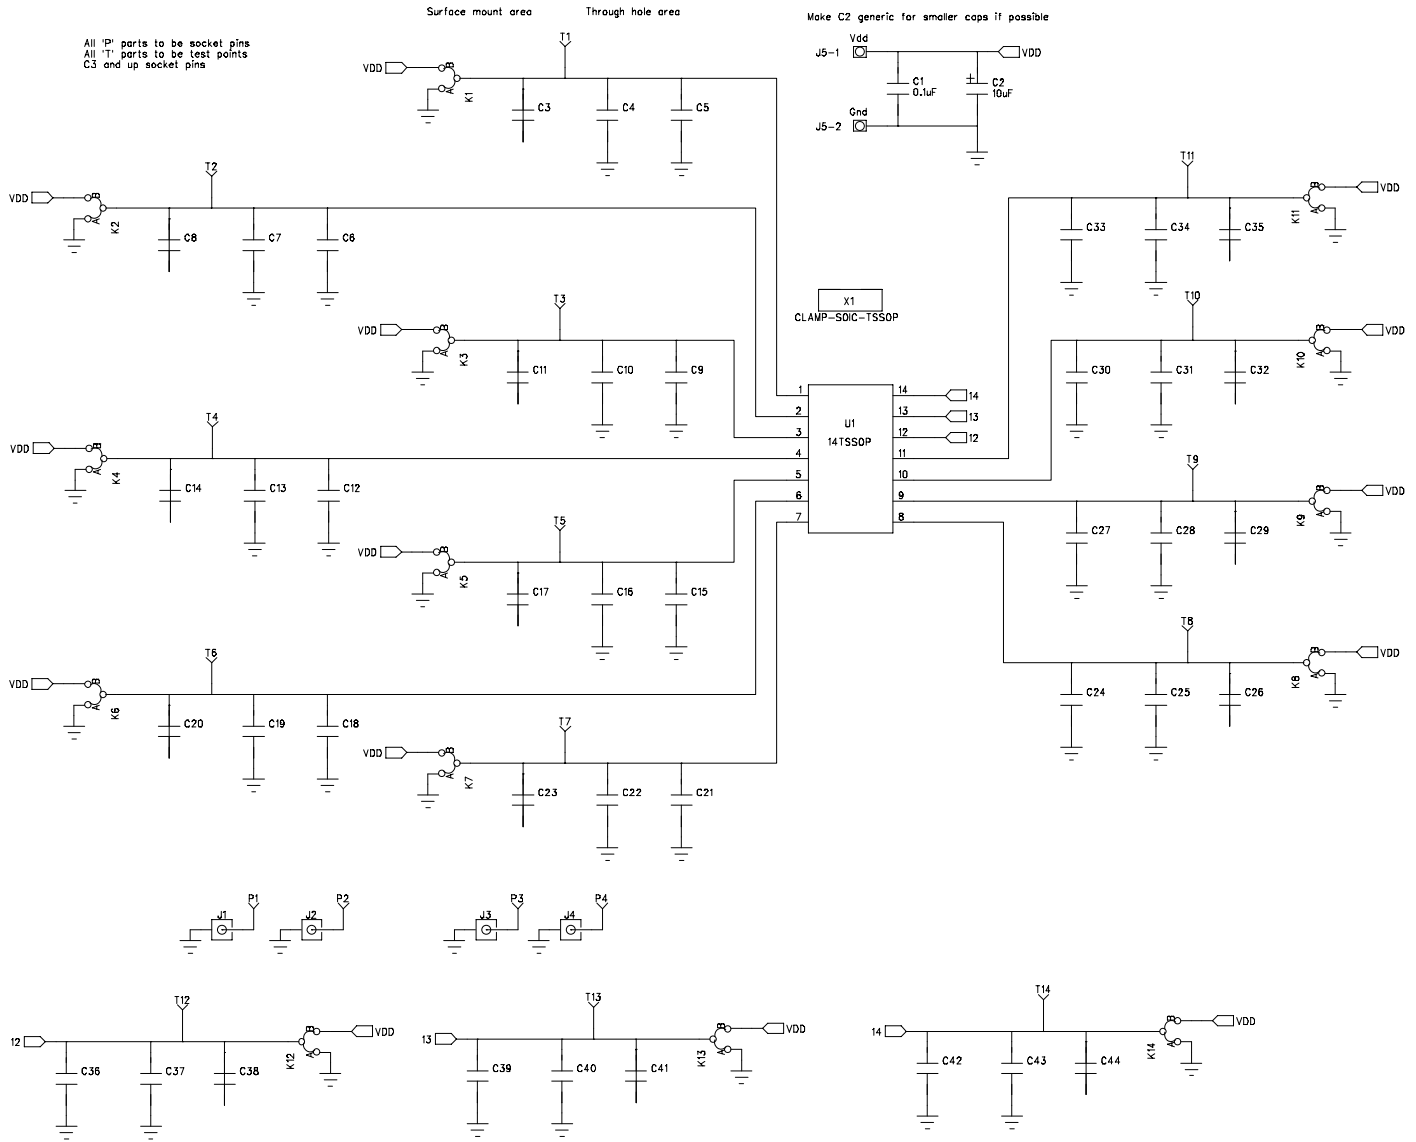 Surface mount area
Through hole area
Make C2 generic for smaller caps if possible
All 'P' parts to be socket pins
All 'T' parts to be test points
C3 and up socket pins
T1
VDD
B
A
K1
C3
C4
C5
J5-1
Vdd
VDD
C1
0.1uF
+
C2
10uF
Gnd
J5-2
T2
VDD
B
A
K2
C8
C7
C6
T11
VDD
B
A
K11
C33
C34
C35
T3
VDD
B
A
K3
C11
C10
C9
X1
CLAMP-SOIC-TSSOP
T10
VDD
B
A
K10
C30
C31
C32
T4
VDD
B
A
K4
C14
C13
C12
U1
14TSSOP
1
2
3
4
5
6
7
14
13
12
11
10
9
8
14
13
12
T9
VDD
B
A
K9
C27
C28
C29
T5
VDD
B
A
K5
C17
C16
C15
T6
VDD
B
A
K6
C20
C19
C18
T8
VDD
B
A
K8
C24
C25
C26
T7
VDD
B
A
K7
C23
C22
C21
J1
P1
J2
P2
J3
P3
J4
P4
T12
12
B
A
K12
VDD
C36
C37
C38
T13
13
B
A
K13
VDD
C39
C40
C41
T14
14
B
A
K14
VDD
C42
C43
C44